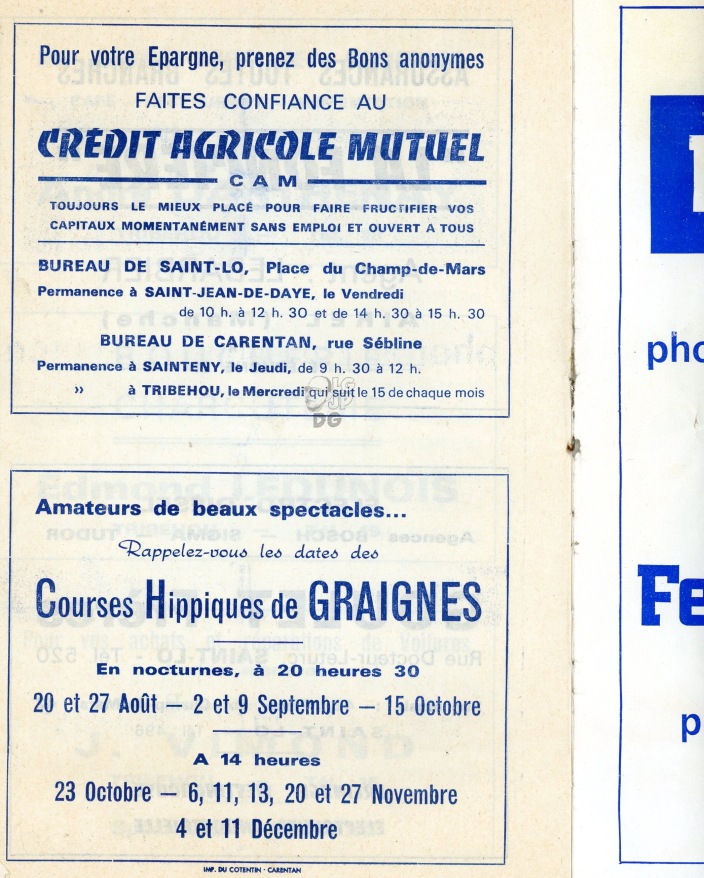 Pour votre Epargne, prenez des Bons anonymes
FAITES CONFIANCE AU
CRÉDIT AGRICOLE MUTUEL
CAM
TOUJOURS LE MIEUX PLACÉ POUR FAIRE FRUCTIFIER VOS
CAPITAUX MOMENTANÉMENT SANS EMPLOI ET OUVERT A TOUS
BUREAU DE SAINT-LO, Place du Champ-de-Mars
Permanence à SAINT-JEAN-DE-DAYE, le Vendredi
de 10 h. à 12 h. 30 et de 14 h. 30 à 15 h. 30
BUREAU DE CARENTAN, rue Sébline
Permanence à SAINTENY, le Jeudi, de 9 h. 30 à 12 h.
» à TRIBEHOU, le Mercredi qui suit le 15 de chaque mois
DG
Amateurs de beaux spectacles...
Rappelez-vous les dates des
Courses Hippiques de GRAIGNES
En nocturnes, à 20 heures 30
20 et 27 Août — 2 et 9 Septembre — 15 Octobre
A 14 heures
23 Octobre — 6, 11, 13, 20 et 27 Novembre
4 et 11 Décembre
IMP. DU COTENTIN - CARENTAN
pho
Fe
p